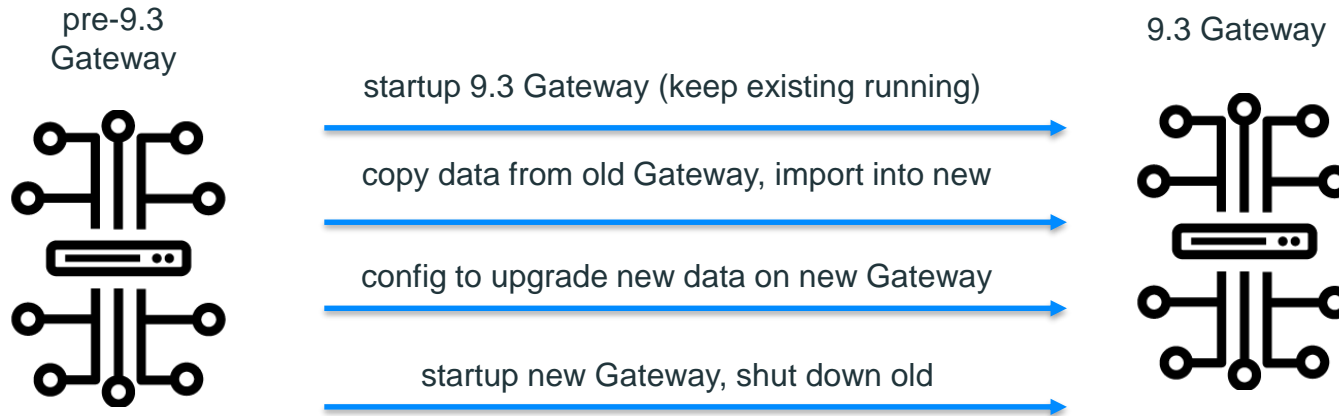 pre-9.3
Gateway
9.3 Gateway
startup 9.3 Gateway (keep existing running)
copy data from old Gateway, import into new
config to upgrade new data on new Gateway
startup new Gateway, shut down old